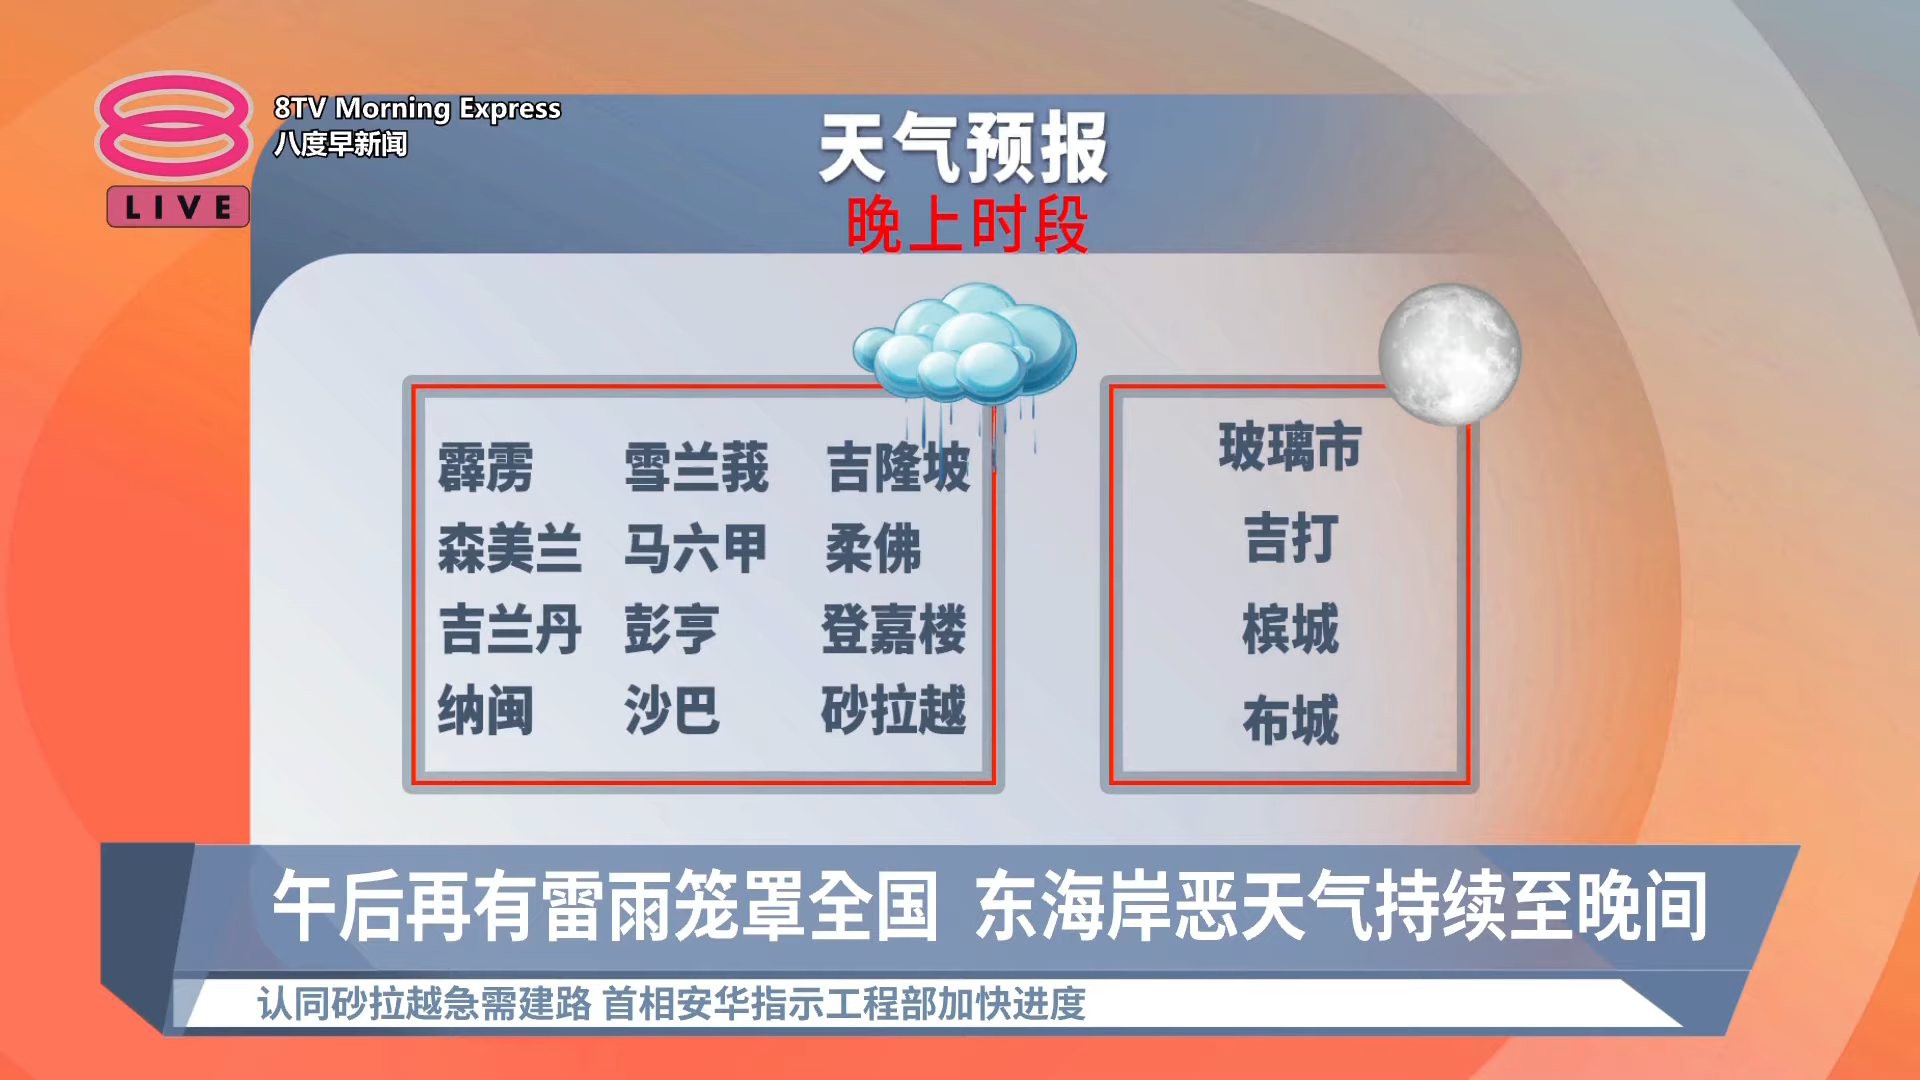 8TV Morning Express
八度早新闻
LIVE
天气预报
晚上时段
霹雳 雪兰莪 吉隆坡
森美兰 马六甲 柔佛
吉兰丹 彭亨 登嘉楼
纳闽 沙巴 砂拉越
玻璃市
吉打
槟城
布城
午后再有雷雨笼罩全国 东海岸恶天气持续至晚间
认同砂拉越急需建路 首相安华指示工程部加快进度